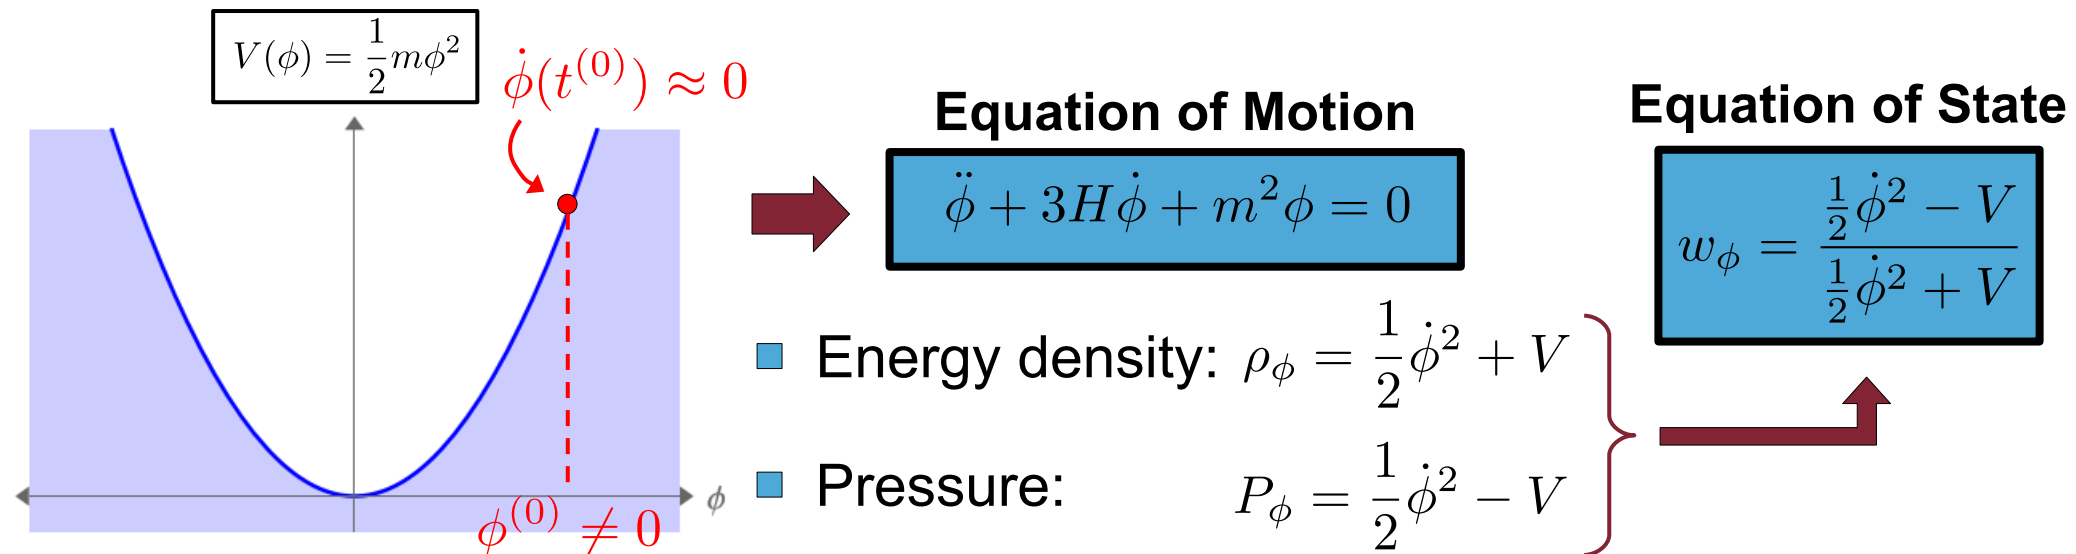 V(φ) = 1/2 mφ²
φ̇(t⁽⁰⁾) ≈ 0
φ
φ⁽⁰⁾ ≠ 0
Equation of Motion
φ̈ + 3Hφ̇ + m²φ = 0
Energy density: ρ_φ = 1/2 φ̇² + V
Pressure: P_φ = 1/2 φ̇² − V
Equation of State
w_φ = (1/2 φ̇² − V)/(1/2 φ̇² + V)